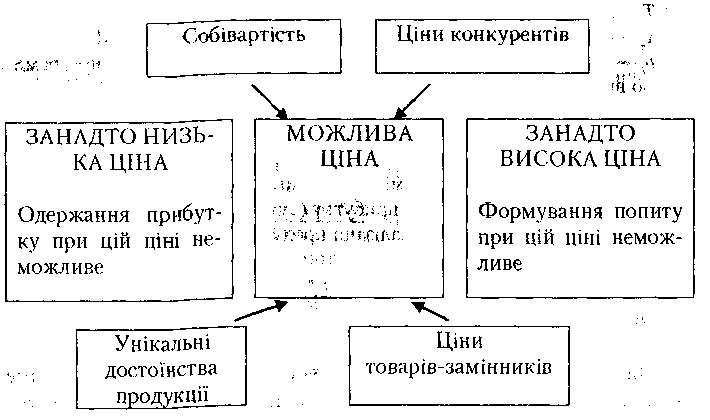 Собівартість
Ціни конкурентів
ЗАНАДТО НИЗЬ-
КА ЦІНА
Одержання прибут-
ку при цій ціні не-
можливе
МОЖЛИВА
ЦІНА
ЗАНАДТО
ВИСОКА ЦІНА
Формування попиту
при цій ціні немож-
ливе
Унікальні
достоїнства
продукції
Ціни
товарів-замінників